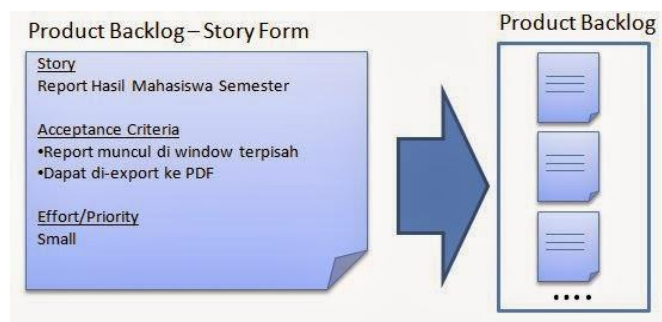 Product Backlog – Story Form
Story
Report Hasil Mahasiswa Semester
Acceptance Criteria
•Report muncul di window terpisah
•Dapat di-export ke PDF
Effort/Priority
Small
Product Backlog
....